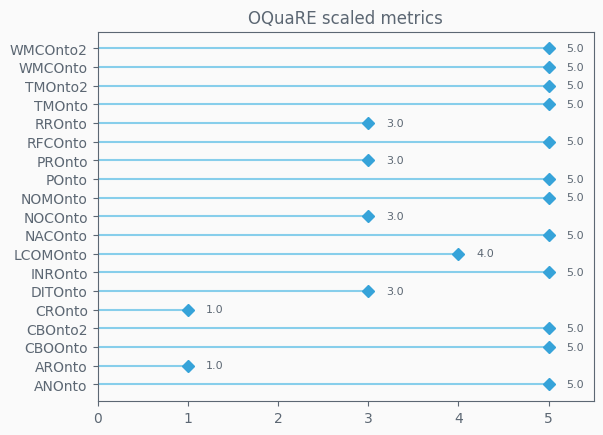 OQuaRE scaled metrics
WMCOnto2 5.0
WMCOnto 5.0
TMOnto2 5.0
TMOnto 5.0
RROnto 3.0
RFCOnto 5.0
PROnto 3.0
POnto 5.0
NOMOnto 5.0
NOCOnto 3.0
NACOnto 5.0
LCOMOnto 4.0
INROnto 5.0
DITOnto 3.0
CROnto 1.0
CBOnto2 5.0
CBOOnto 5.0
AROnto 1.0
ANOnto 5.0
0 1 2 3 4 5